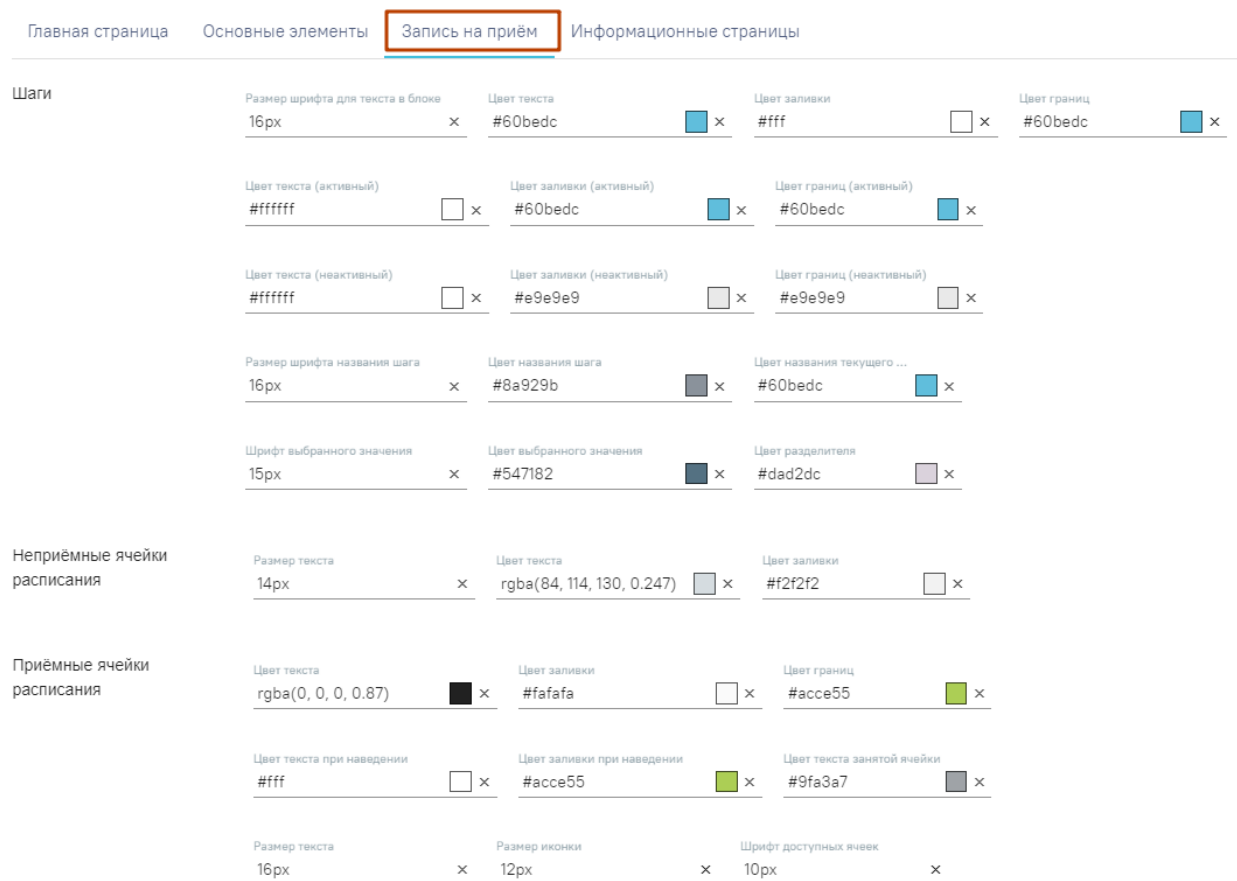 Главная страница Основные элементы Запись на приём Информационные страницы
Шаги
Размер шрифта для текста в блоке Цвет текста Цвет заливки Цвет границ
16px × #60bedc × #fff × #60bedc ×
Цвет текста (активный) Цвет заливки (активный) Цвет границ (активный)
#ffffff × #60bedc × #60bedc ×
Цвет текста (неактивный) Цвет заливки (неактивный) Цвет границ (неактивный)
#ffffff × #e9e9e9 × #e9e9e9 ×
Размер шрифта названия шага Цвет названия шага Цвет названия текущего ...
16px × #8a929b × #60bedc ×
Шрифт выбранного значения Цвет выбранного значения Цвет разделителя
15px × #547182 × #dad2dc ×
Неприёмные ячейки
расписания
Размер текста Цвет текста Цвет заливки
14px × rgba(84, 114, 130, 0.247) × #f2f2f2 ×
Приёмные ячейки
расписания
Цвет текста Цвет заливки Цвет границ
rgba(0, 0, 0, 0.87) × #fafafa × #acce55 ×
Цвет текста при наведении Цвет заливки при наведении Цвет текста занятой ячейки
#fff × #acce55 × #9fa3a7 ×
Размер текста Размер иконки Шрифт доступных ячеек
16px × 12px × 10px ×